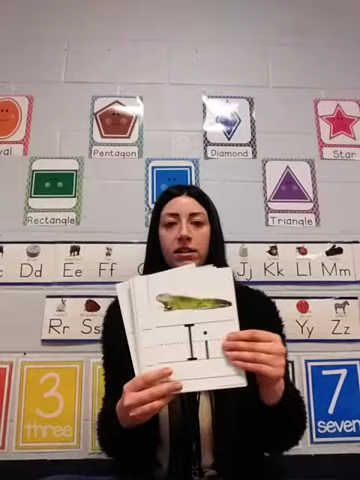 val
Pentagon
Diamond
Star
Rectangle
Triangle
c Dd Ee Ff
Jj Kk Ll Mm
Rr Ss
Yy Zz
Ii
3
three
7
seven